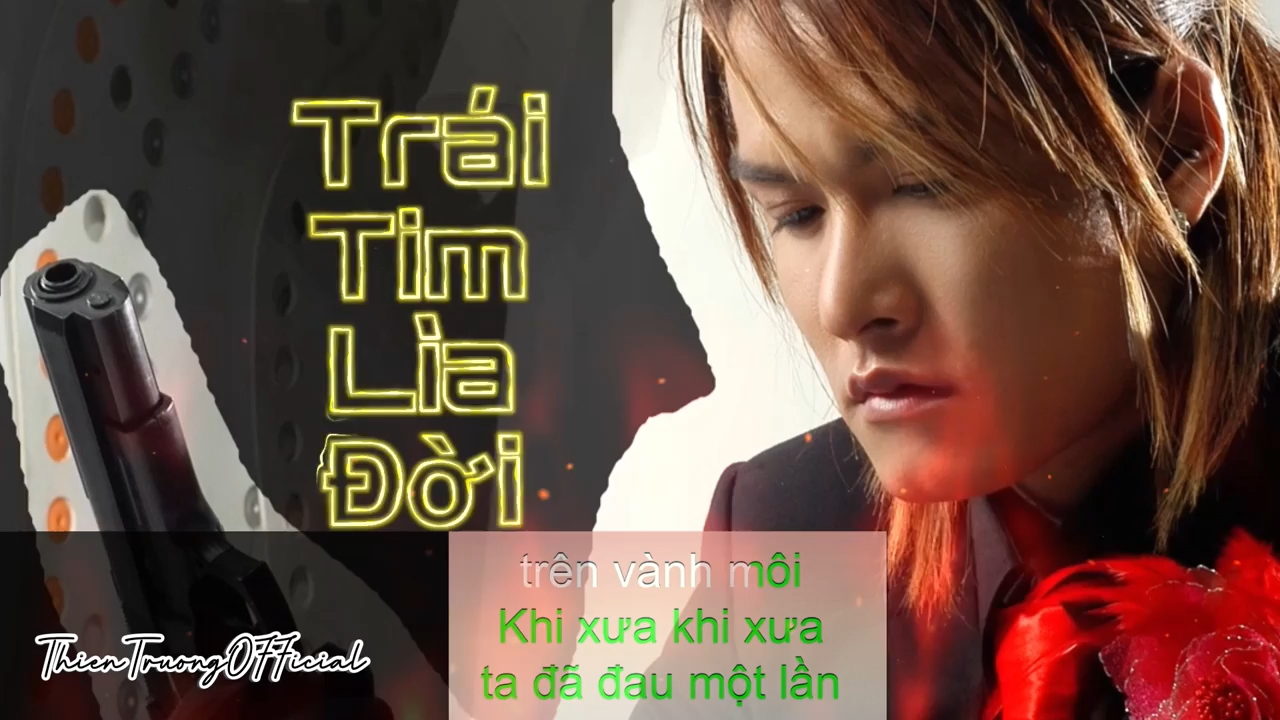 Trái
Tim
Lìa
Đời
trên vành môi
Khi xưa khi xưa
ta đã đau một lần
ThienTruongOFFicial